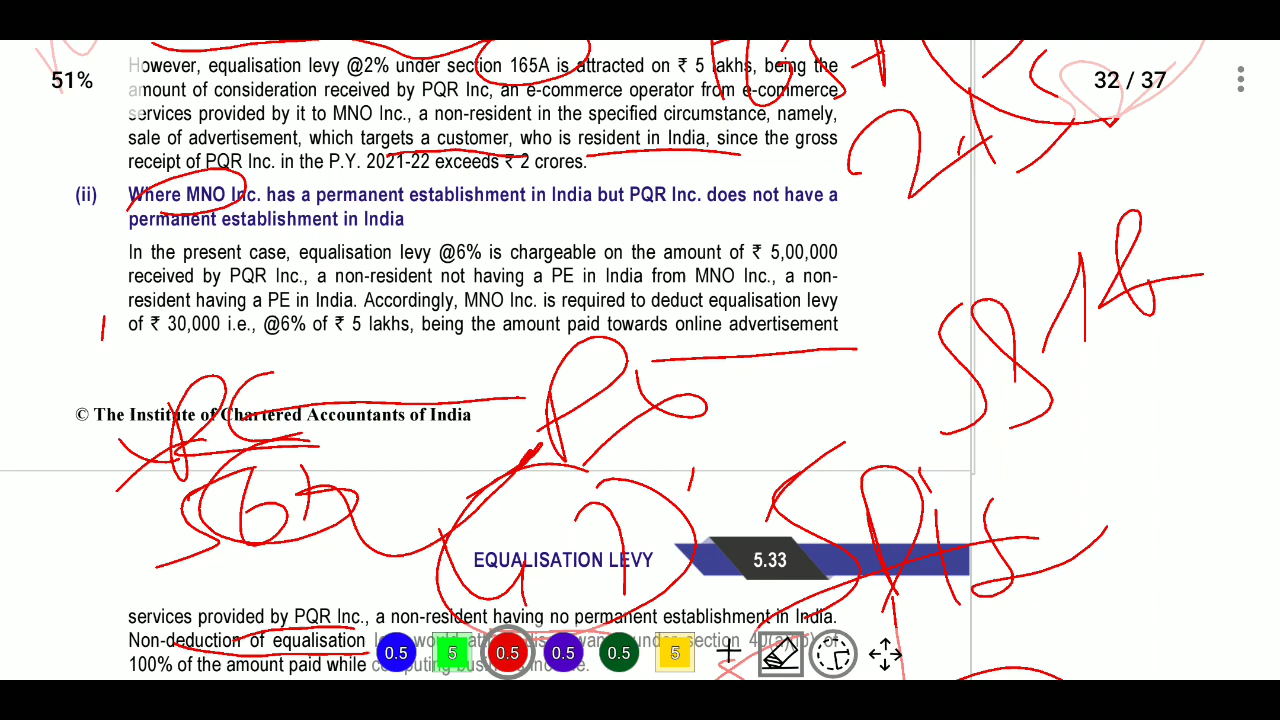 51%
32 / 37
However, equalisation levy @2% under section 165A is attracted on ₹ 5 lakhs, being the
amount of consideration received by PQR Inc, an e-commerce operator from e-commerce
services provided by it to MNO Inc., a non-resident in the specified circumstance, namely,
sale of advertisement, which targets a customer, who is resident in India, since the gross
receipt of PQR Inc. in the P.Y. 2021-22 exceeds ₹ 2 crores.
(ii) Where MNO Inc. has a permanent establishment in India but PQR Inc. does not have a
permanent establishment in India
In the present case, equalisation levy @6% is chargeable on the amount of ₹ 5,00,000
received by PQR Inc., a non-resident not having a PE in India from MNO Inc., a non-
resident having a PE in India. Accordingly, MNO Inc. is required to deduct equalisation levy
of ₹ 30,000 i.e., @6% of ₹ 5 lakhs, being the amount paid towards online advertisement
© The Institute of Chartered Accountants of India
EQUALISATION LEVY 5.33
services provided by PQR Inc., a non-resident having no permanent establishment in India.
Non-deduction of equalisation section
100% of the amount paid while
0.5 5 0.5 0.5 0.5 5